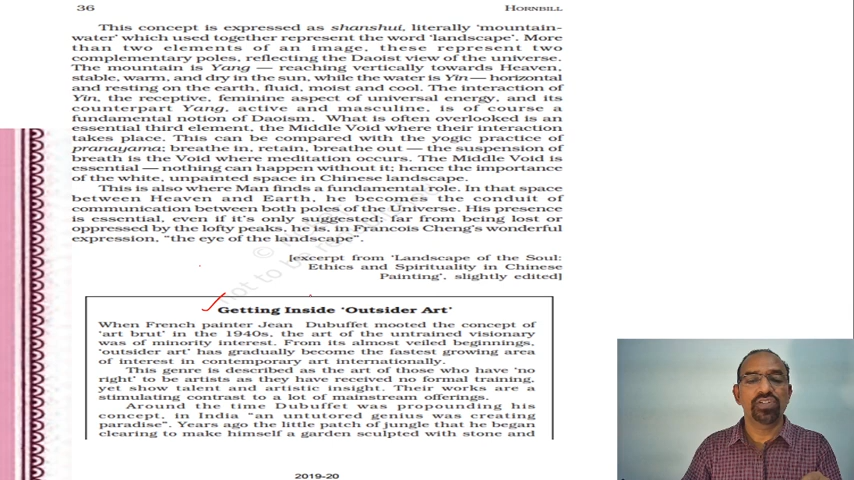 36
HORNBILL
This concept is expressed as shanshui, literally ‘mountain-
water’ which used together represent the word ‘landscape’. More
than two elements of an image, these represent two
complementary poles, reflecting the Daoist view of the universe.
The mountain is Yang — reaching vertically towards Heaven,
stable, warm, and dry in the sun, while the water is Yin — horizontal
and resting on the earth, fluid, moist and cool. The interaction of
Yin, the receptive, feminine aspect of universal energy, and its
counterpart Yang, active and masculine, is of course a
fundamental notion of Daoism. What is often overlooked is an
essential third element, the Middle Void where their interaction
takes place. This can be compared with the yogic practice of
pranayama; breathe in, retain, breathe out — the suspension of
breath is the Void where meditation occurs. The Middle Void is
essential — nothing can happen without it; hence the importance
of the white, unpainted space in Chinese landscape.
This is also where Man finds a fundamental role. In that space
between Heaven and Earth, he becomes the conduit of
communication between both poles of the Universe. His presence
is essential, even if it’s only suggested; far from being lost or
oppressed by the lofty peaks, he is, in Francois Cheng’s wonderful
expression, “the eye of the landscape”.
[excerpt from ‘Landscape of the Soul:
Ethics and Spirituality in Chinese
Painting’, slightly edited]
Getting Inside ‘Outsider Art’
When French painter Jean Dubuffet mooted the concept of
‘art brut’ in the 1940s, the art of the untrained visionary
was of minority interest. From its almost veiled beginnings,
‘outsider art’ has gradually become the fastest growing area
of interest in contemporary art internationally.
This genre is described as the art of those who have ‘no
right’ to be artists as they have received no formal training,
yet show talent and artistic insight. Their works are a
stimulating contrast to a lot of mainstream offerings.
Around the time Dubuffet was propounding his
concept, in India “an untutored genius was creating
paradise”. Years ago the little patch of jungle that he began
clearing to make himself a garden sculpted with stone and
2019-20